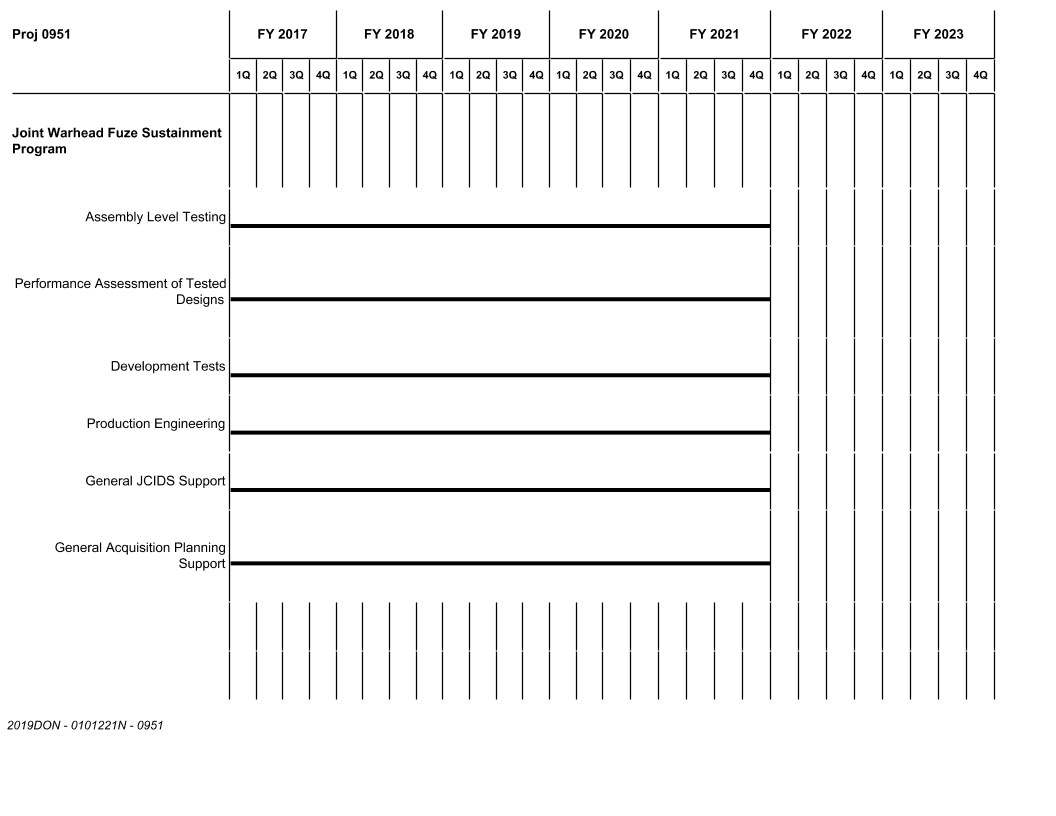 Proj 0951 FY 2017 FY 2018 FY 2019 FY 2020 FY 2021 FY 2022 FY 2023
1Q 2Q 3Q 4Q 1Q 2Q 3Q 4Q 1Q 2Q 3Q 4Q 1Q 2Q 3Q 4Q 1Q 2Q 3Q 4Q 1Q 2Q 3Q 4Q 1Q 2Q 3Q 4Q
Joint Warhead Fuze Sustainment
Program
Assembly Level Testing
Performance Assessment of Tested
Designs
Development Tests
Production Engineering
General JCIDS Support
General Acquisition Planning
Support
2019DON - 0101221N - 0951